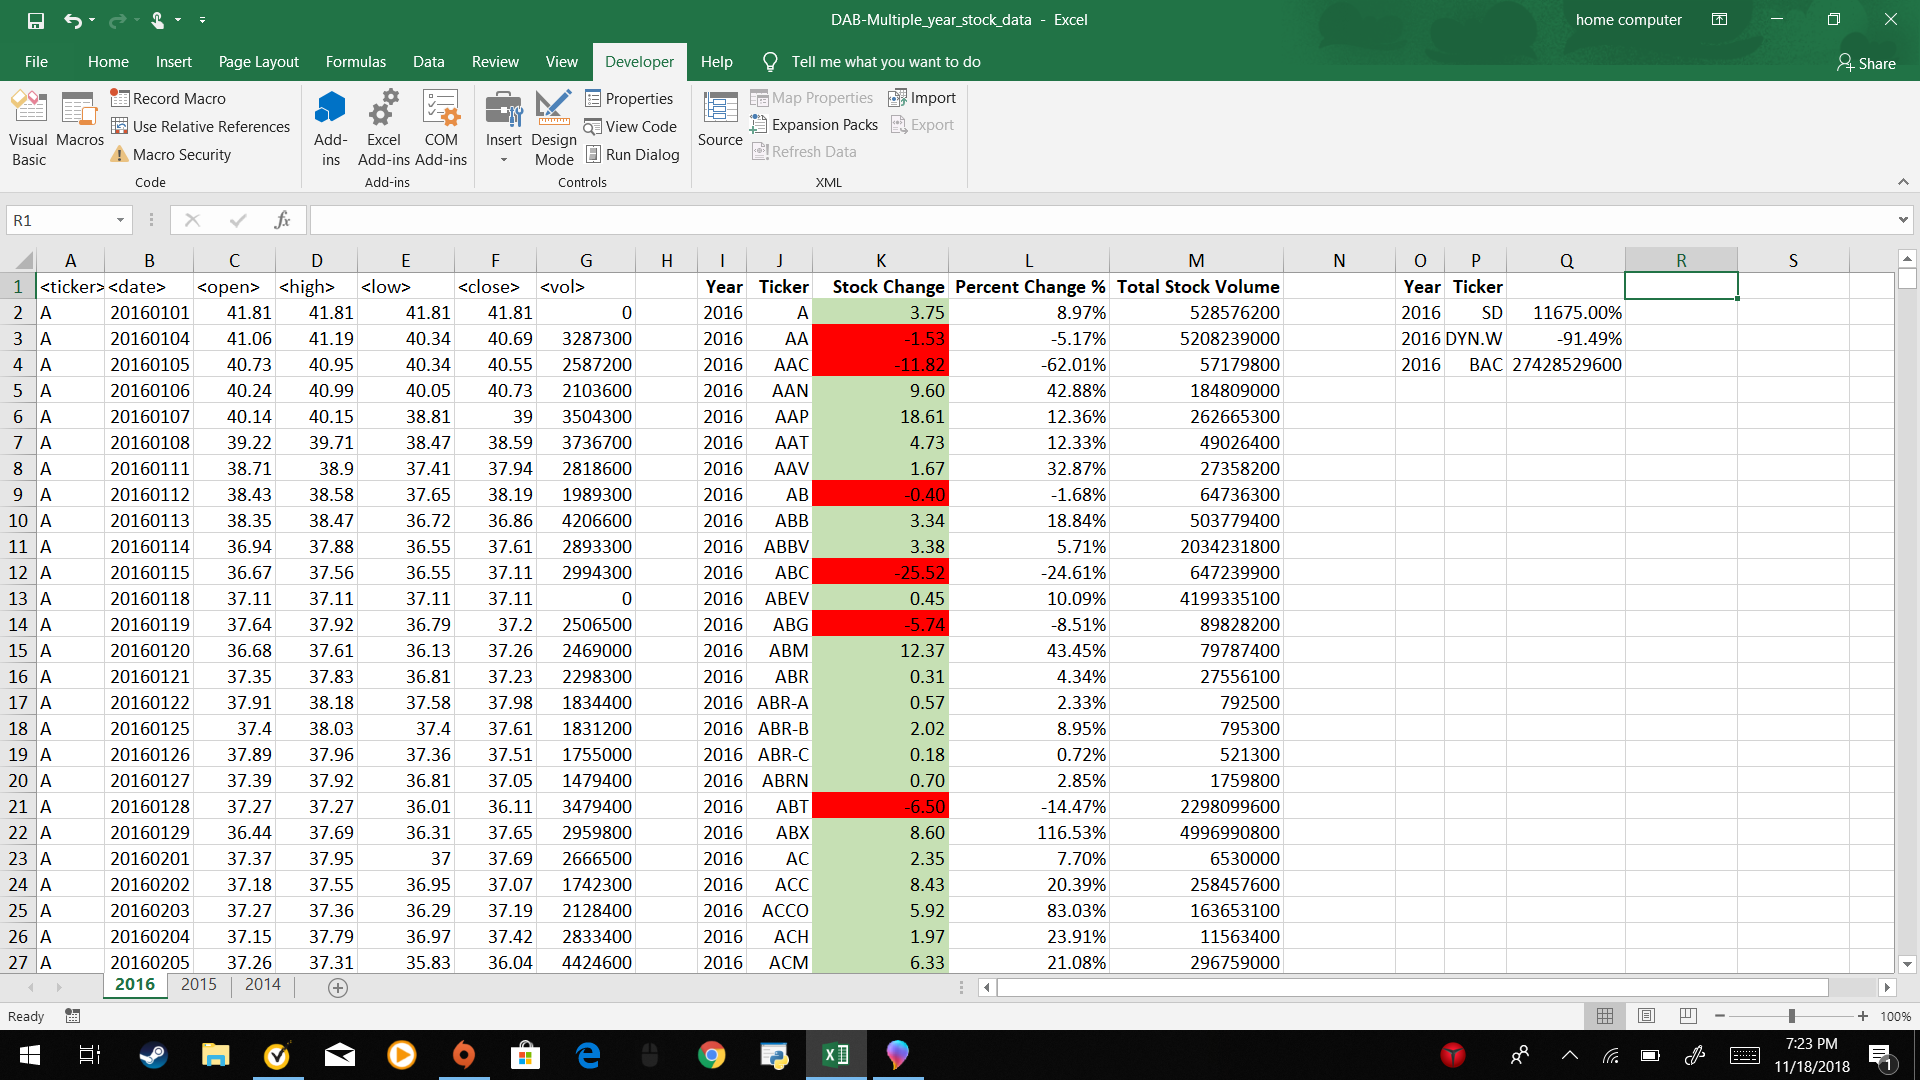 DAB-Multiple_year_stock_data - Excel home computer
File Home Insert Page Layout Formulas Data Review View Developer Help Tell me what you want to do Share
Visual Basic Macros Record Macro Use Relative References Macro Security Code
Add-ins Excel Add-ins COM Add-ins Add-ins
Insert Design Mode Properties View Code Run Dialog Controls
Source Map Properties Expansion Packs Refresh Data Import Export XML
R1 fx
A B C D E F G H I J K L M N O P Q R S
1 <ticker> <date> <open> <high> <low> <close> <vol> Year Ticker Stock Change Percent Change % Total Stock Volume Year Ticker
2 A 20160101 41.81 41.81 41.81 41.81 0 2016 A 3.75 8.97% 528576200 2016 SD 11675.00%
3 A 20160104 41.06 41.19 40.34 40.69 3287300 2016 AA -1.53 -5.17% 5208239000 2016 DYN.W -91.49%
4 A 20160105 40.73 40.95 40.34 40.55 2587200 2016 AAC -11.82 -62.01% 57179800 2016 BAC 27428529600
5 A 20160106 40.24 40.99 40.05 40.73 2103600 2016 AAN 9.60 42.88% 184809000
6 A 20160107 40.14 40.15 38.81 39 3504300 2016 AAP 18.61 12.36% 262665300
7 A 20160108 39.22 39.71 38.47 38.59 3736700 2016 AAT 4.73 12.33% 49026400
8 A 20160111 38.71 38.9 37.41 37.94 2818600 2016 AAV 1.67 32.87% 27358200
9 A 20160112 38.43 38.58 37.65 38.19 1989300 2016 AB -0.40 -1.68% 64736300
10 A 20160113 38.35 38.47 36.72 36.86 4206600 2016 ABB 3.34 18.84% 503779400
11 A 20160114 36.94 37.88 36.55 37.61 2893300 2016 ABBV 3.38 5.71% 2034231800
12 A 20160115 36.67 37.56 36.55 37.11 2994300 2016 ABC -25.52 -24.61% 647239900
13 A 20160118 37.11 37.11 37.11 37.11 0 2016 ABEV 0.45 10.09% 4199335100
14 A 20160119 37.64 37.92 36.79 37.2 2506500 2016 ABG -5.74 -8.51% 89828200
15 A 20160120 36.68 37.61 36.13 37.26 2469000 2016 ABM 12.37 43.45% 79787400
16 A 20160121 37.35 37.83 36.81 37.23 2298300 2016 ABR 0.31 4.34% 27556100
17 A 20160122 37.91 38.18 37.58 37.98 1834400 2016 ABR-A 0.57 2.33% 792500
18 A 20160125 37.4 38.03 37.4 37.61 1831200 2016 ABR-B 2.02 8.95% 795300
19 A 20160126 37.89 37.96 37.36 37.51 1755000 2016 ABR-C 0.18 0.72% 521300
20 A 20160127 37.39 37.92 36.81 37.05 1479400 2016 ABRN 0.70 2.85% 1759800
21 A 20160128 37.27 37.27 36.01 36.11 3479400 2016 ABT -6.50 -14.47% 2298099600
22 A 20160129 36.44 37.69 36.31 37.65 2959800 2016 ABX 8.60 116.53% 4996990800
23 A 20160201 37.37 37.95 37 37.69 2666500 2016 AC 2.35 7.70% 6530000
24 A 20160202 37.18 37.55 36.95 37.07 1742300 2016 ACC 8.43 20.39% 258457600
25 A 20160203 37.27 37.36 36.29 37.19 2128400 2016 ACCO 5.92 83.03% 163653100
26 A 20160204 37.15 37.79 36.97 37.42 2833400 2016 ACH 1.97 23.91% 11563400
27 A 20160205 37.26 37.31 35.83 36.04 4424600 2016 ACM 6.33 21.08% 296759000
2016 2015 2014
Ready 100%
7:23 PM
11/18/2018 1